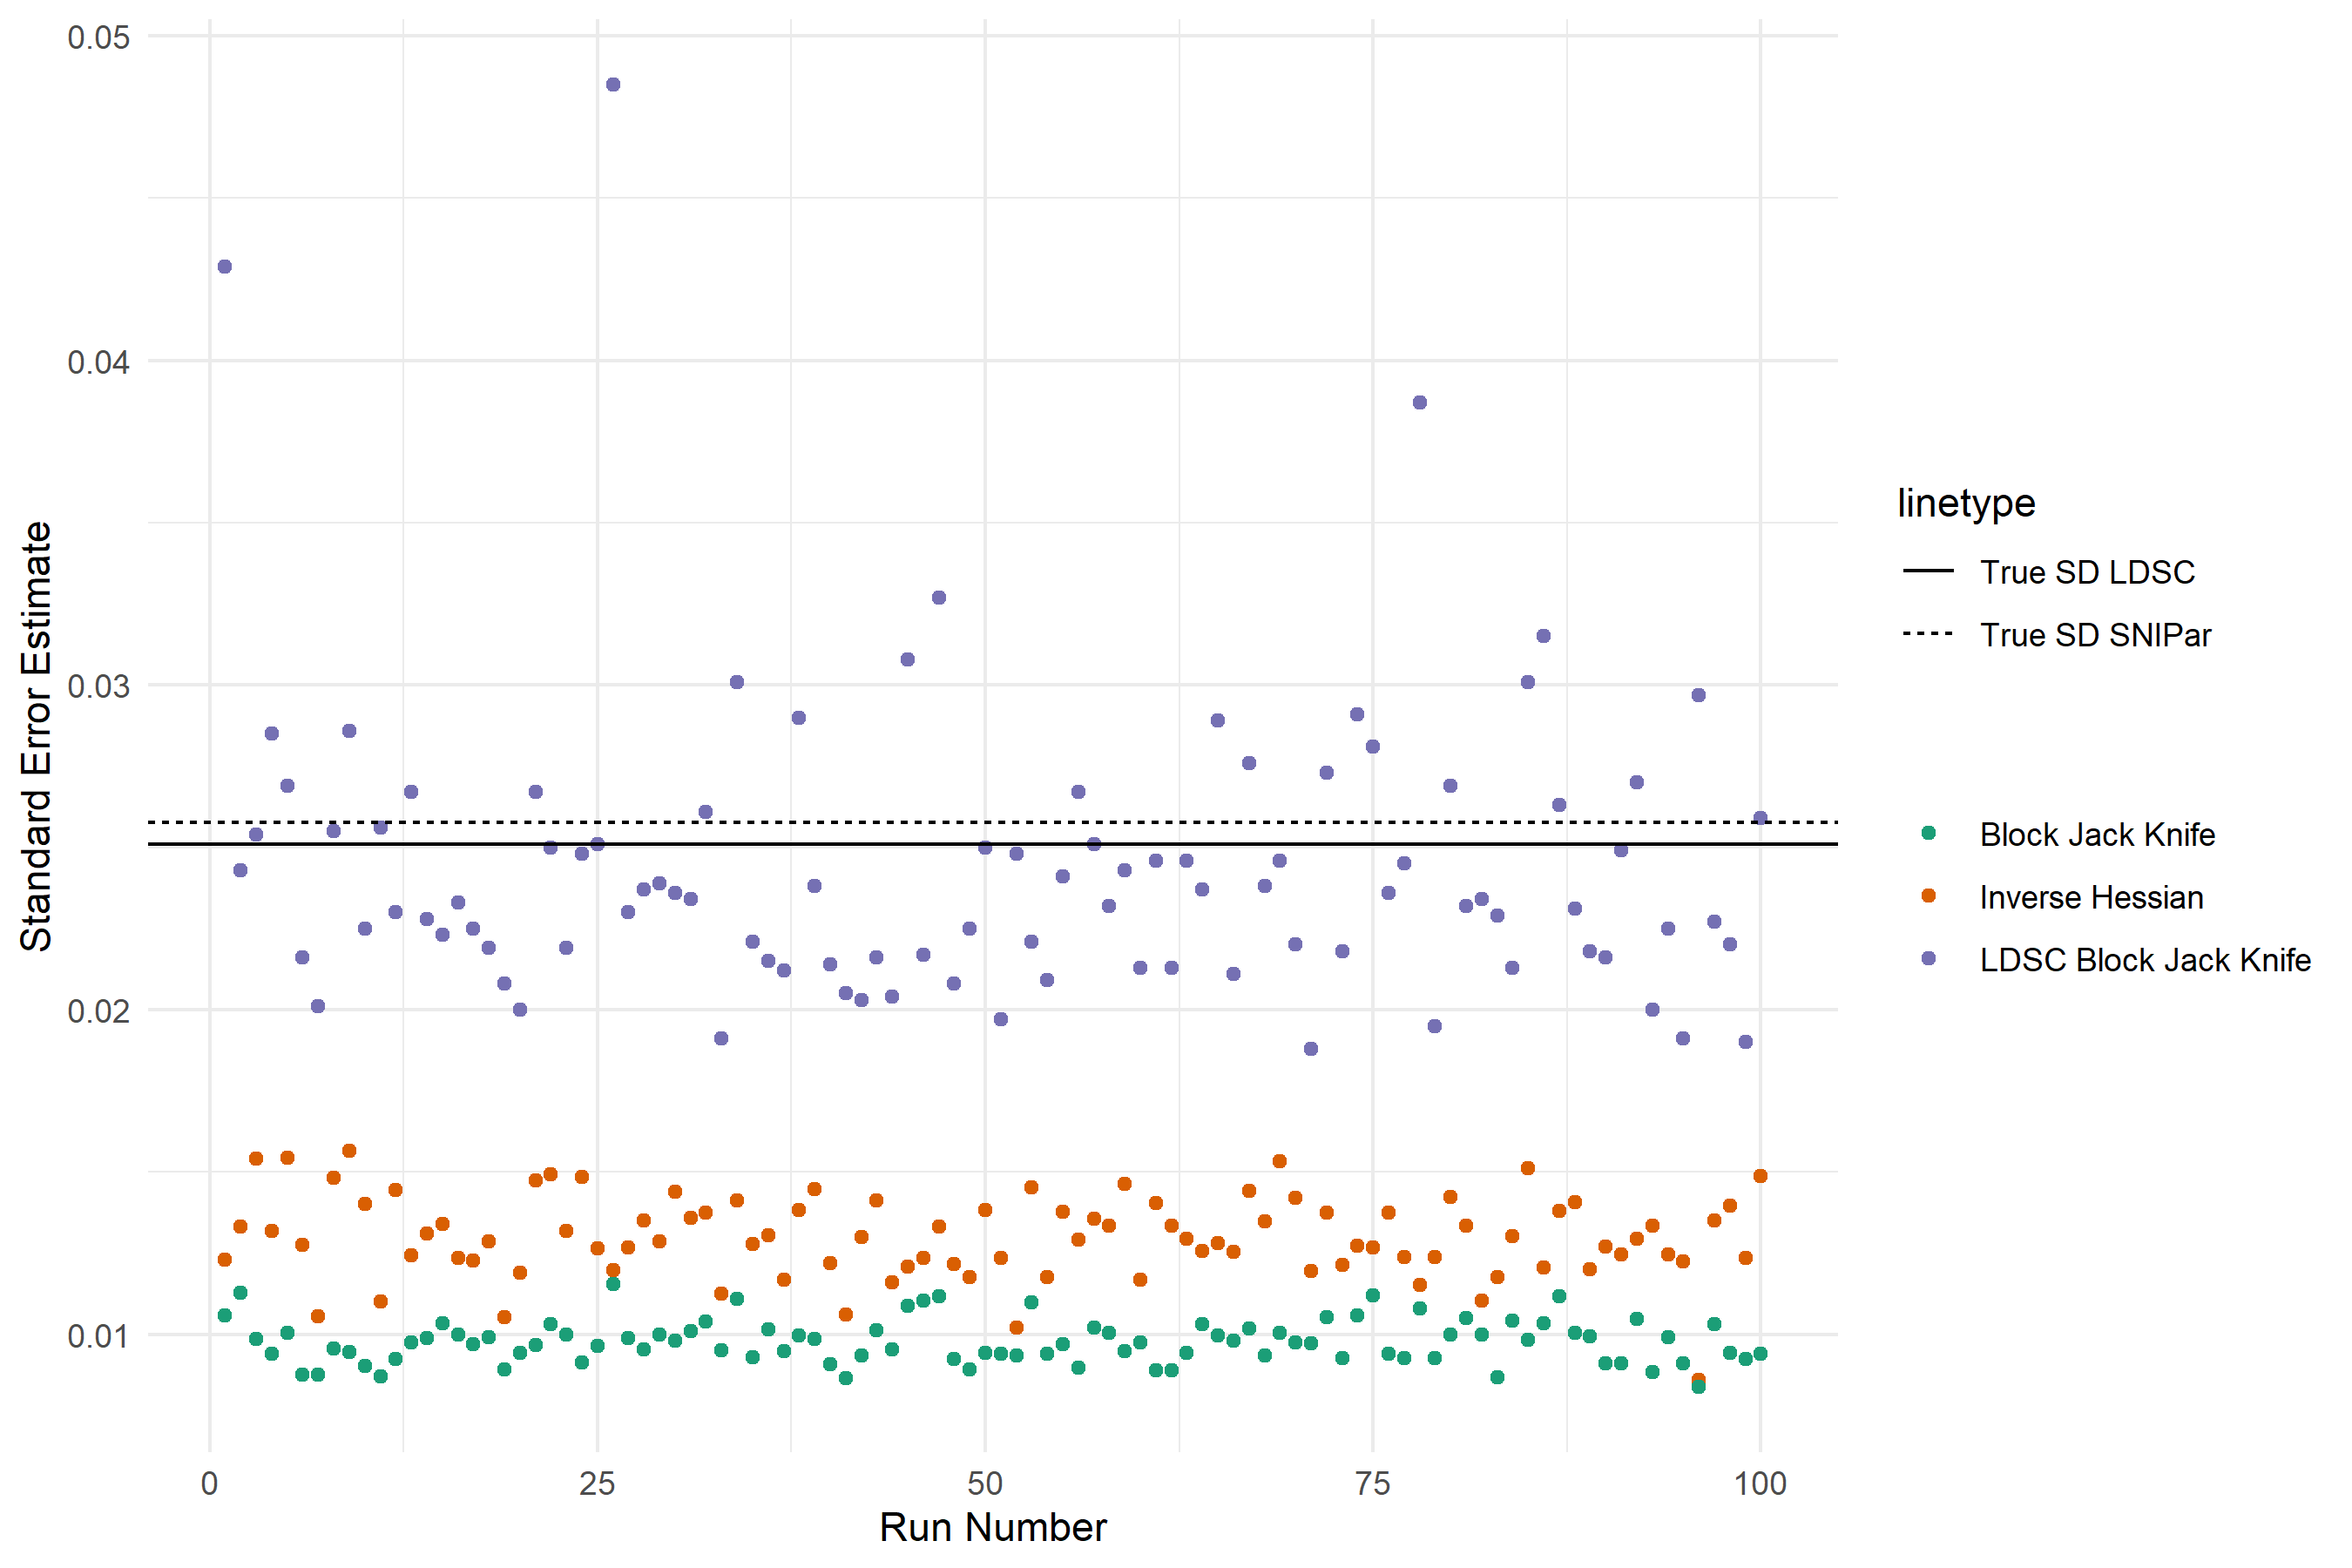 0.05
0.04
0.03
0.02
0.01
0
25
50
75
100
Standard Error Estimate
Run Number
linetype
True SD LDSC
True SD SNIPar
Block Jack Knife
Inverse Hessian
LDSC Block Jack Knife